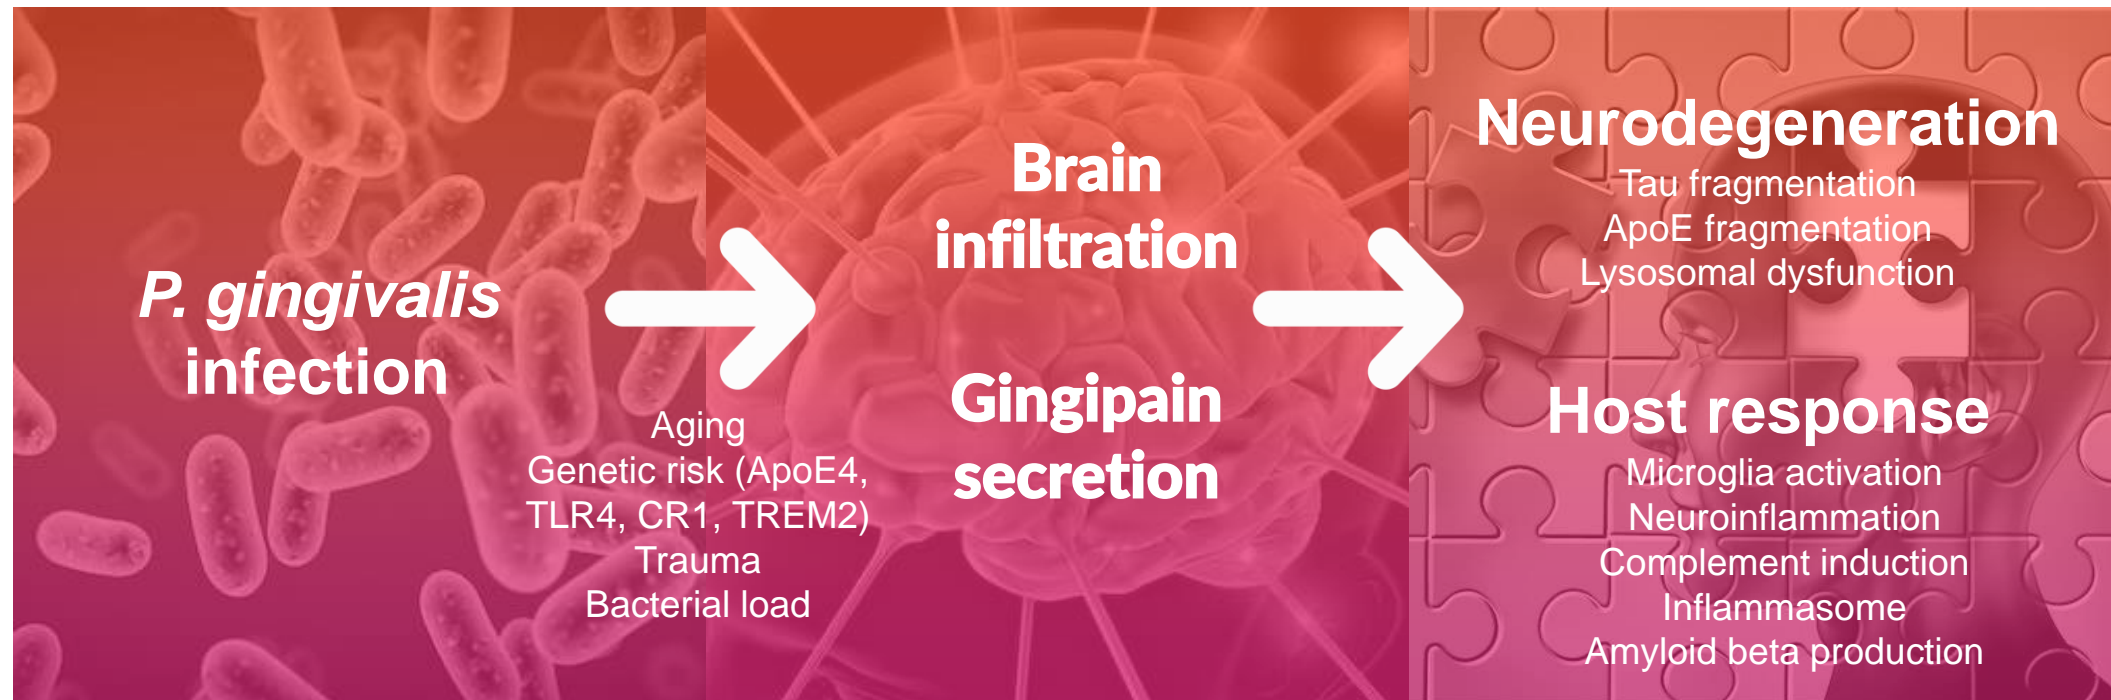 P. gingivalis
infection
Aging
Genetic risk (ApoE4,
TLR4, CR1, TREM2)
Trauma
Bacterial load
Brain
infiltration
Gingipain
secretion
Neurodegeneration
Tau fragmentation
ApoE fragmentation
Lysosomal dysfunction
Host response
Microglia activation
Neuroinflammation
Complement induction
Inflammasome
Amyloid beta production